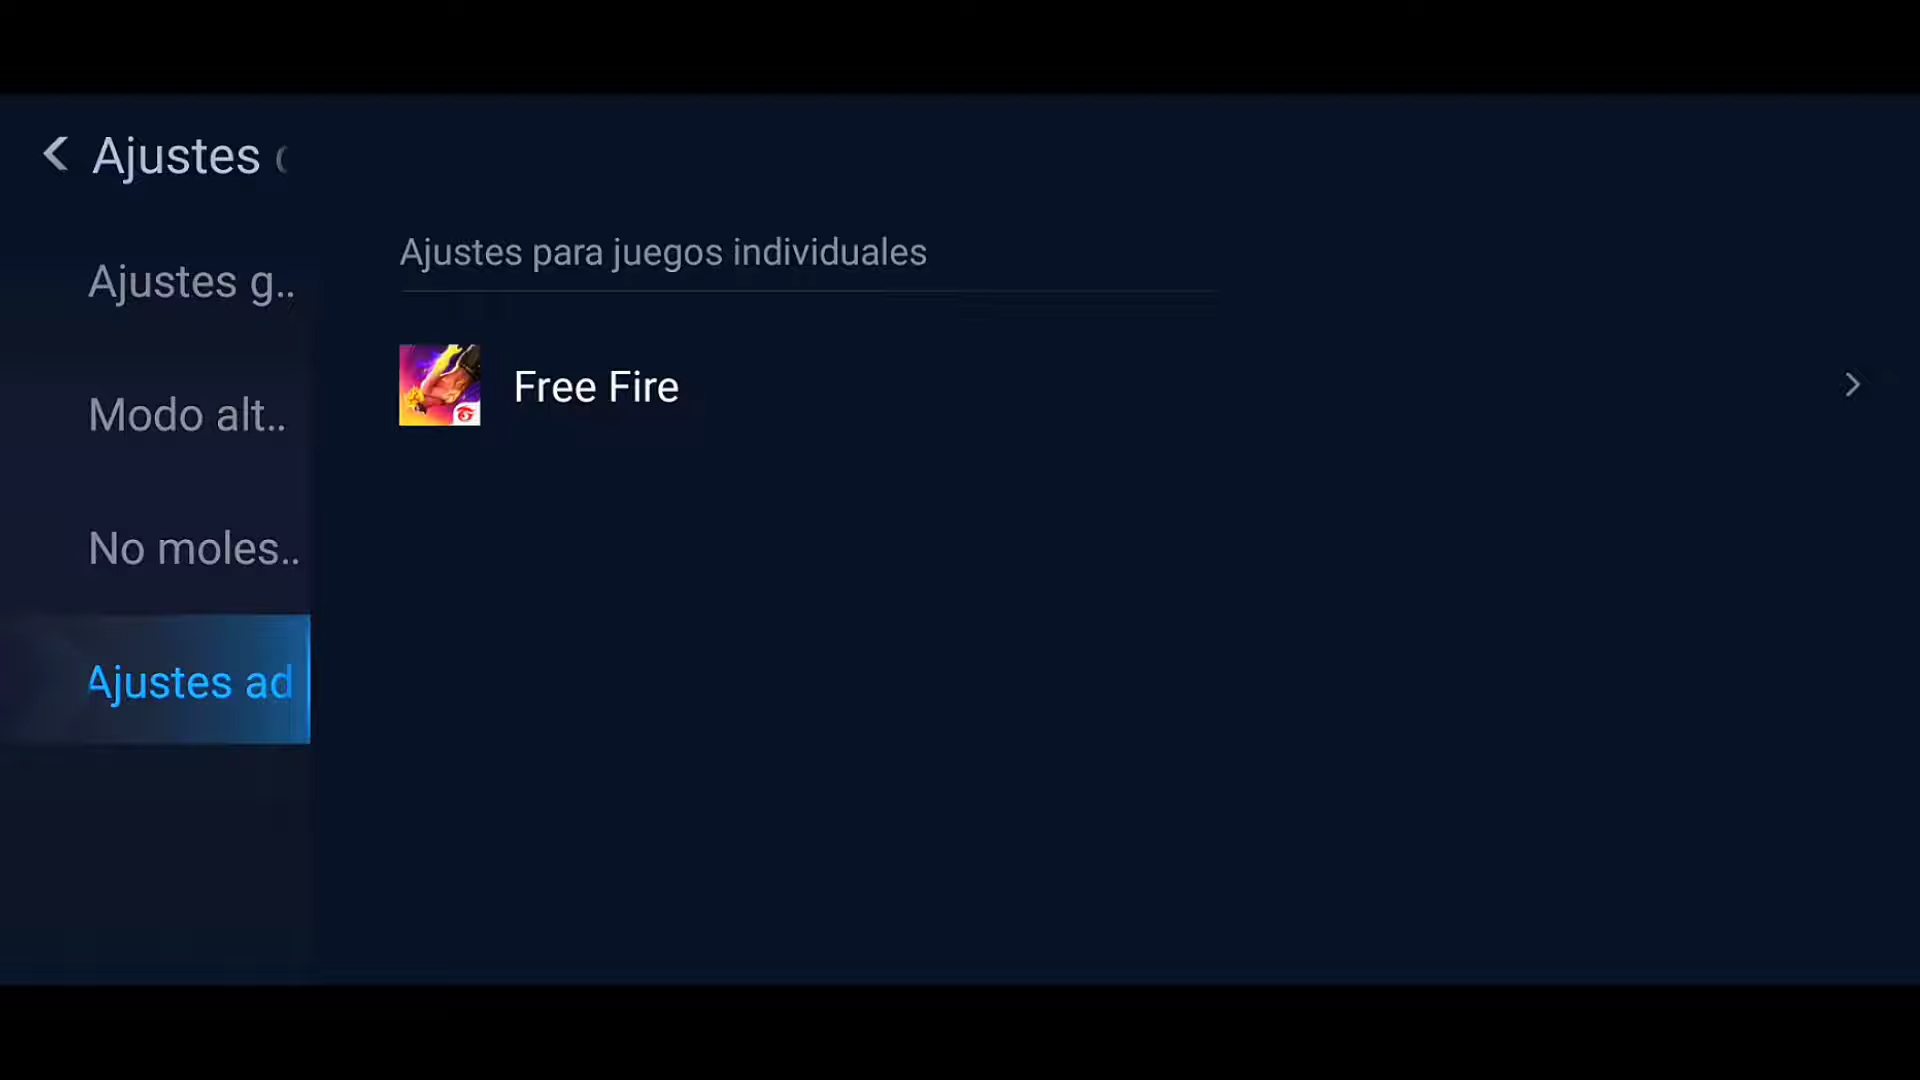 Ajustes
Ajustes g..
Modo alt..
No moles..
Ajustes ad
Ajustes para juegos individuales
Free Fire